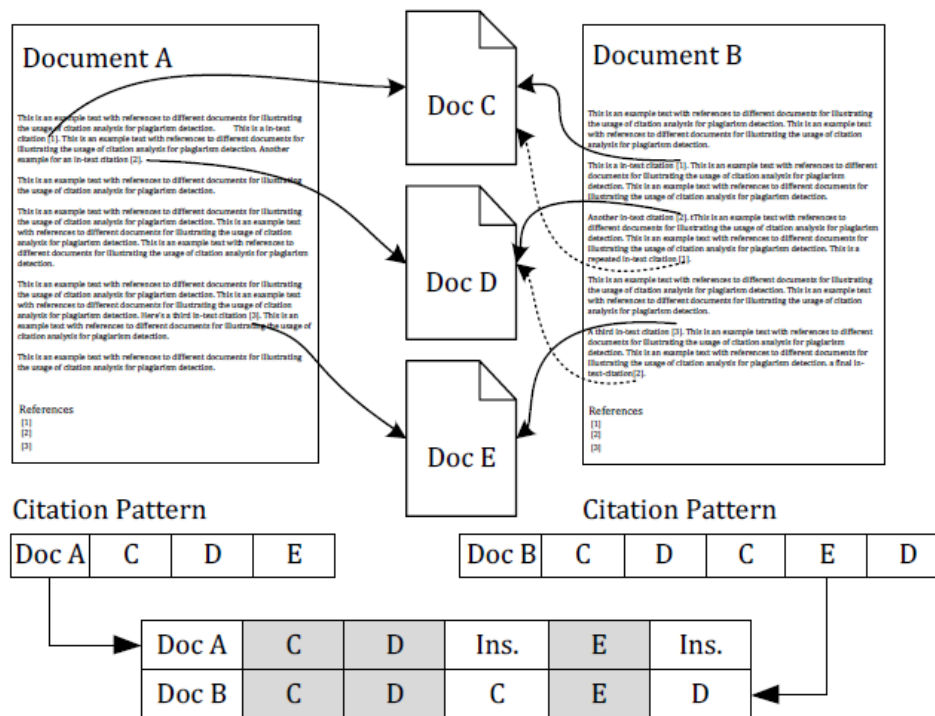 Document A
This is an example text with references to different documents for illustrating
the usage of citation analysis for plagiarism detection. This is a in-text
citation [1]. This is an example text with references to different documents for
illustrating the usage of citation analysis for plagiarism detection. Another
example for an in-text citation [2].
This is an example text with references to different documents for illustrating
the usage of citation analysis for plagiarism detection.
This is an example text with references to different documents for illustrating
the usage of citation analysis for plagiarism detection. This is an example text
with references to different documents for illustrating the usage of citation
analysis for plagiarism detection. This is an example text with references to
different documents for illustrating the usage of citation analysis for plagiarism
detection.
This is an example text with references to different documents for illustrating
the usage of citation analysis for plagiarism detection. This is an example text
with references to different documents for illustrating the usage of citation
analysis for plagiarism detection. Here's a third in-text citation [3]. This is an
example text with references to different documents for illustrating the usage of
citation analysis for plagiarism detection.
This is an example text with references to different documents for illustrating
the usage of citation analysis for plagiarism detection.
References
[1]
[2]
[3]
Doc C
Doc D
Doc E
Document B
This is an example text with references to different documents for illustrating
the usage of citation analysis for plagiarism detection. This is an example text
with references to different documents for illustrating the usage of citation
analysis for plagiarism detection.
This is a in-text citation [1]. This is an example text with references to different
documents for illustrating the usage of citation analysis for plagiarism
detection. This is an example text with references to different documents for
illustrating the usage of citation analysis for plagiarism detection.
Another in-text citation [2]. tThis is an example text with references to
different documents for illustrating the usage of citation analysis for plagiarism
detection. This is an example text with references to different documents for
illustrating the usage of citation analysis for plagiarism detection. This is a
repeated in-text citation [1].
This is an example text with references to different documents for illustrating
the usage of citation analysis for plagiarism detection. This is an example text
with references to different documents for illustrating the usage of citation
analysis for plagiarism detection.
A third in-text citation [3]. This is an example text with references to different
documents for illustrating the usage of citation analysis for plagiarism
detection. This is an example text with references to different documents for
illustrating the usage of citation analysis for plagiarism detection. a final in-
text-citation[2].
References
[1]
[2]
[3]
Citation Pattern
Doc A C D E
Citation Pattern
Doc B C D C E D
Doc A C D Ins. E Ins.
Doc B C D C E D